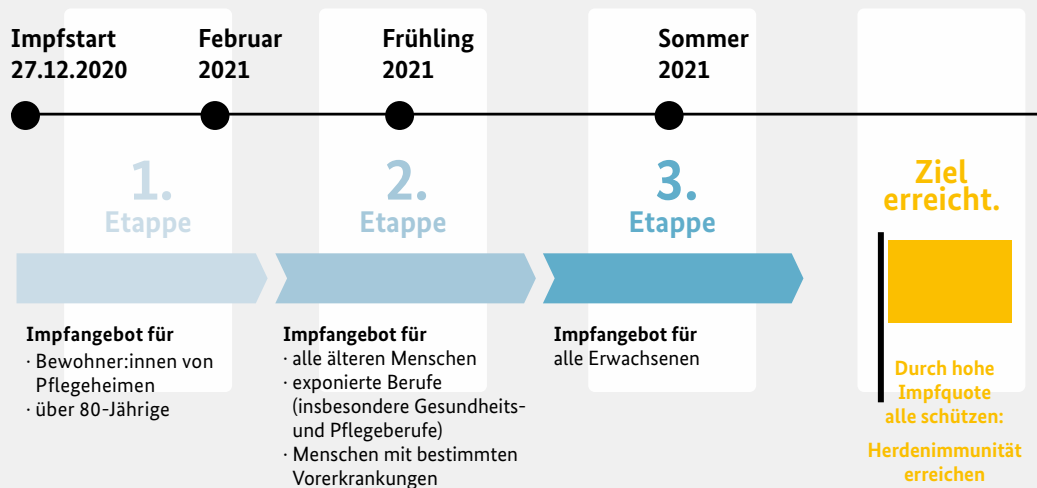 Impfstart
27.12.2020
Februar
2021
Frühling
2021
Sommer
2021
1.
Etappe
2.
Etappe
3.
Etappe
Ziel
erreicht.
Impfangebot für
· Bewohner:innen von
Pflegeheimen
· über 80-Jährige
Impfangebot für
· alle älteren Menschen
· exponierte Berufe
(insbesondere Gesundheits-
und Pflegeberufe)
· Menschen mit bestimmten
Vorerkrankungen
Impfangebot für
alle Erwachsenen
Durch hohe
Impfquote
alle schützen:
Herdenimmunität
erreichen